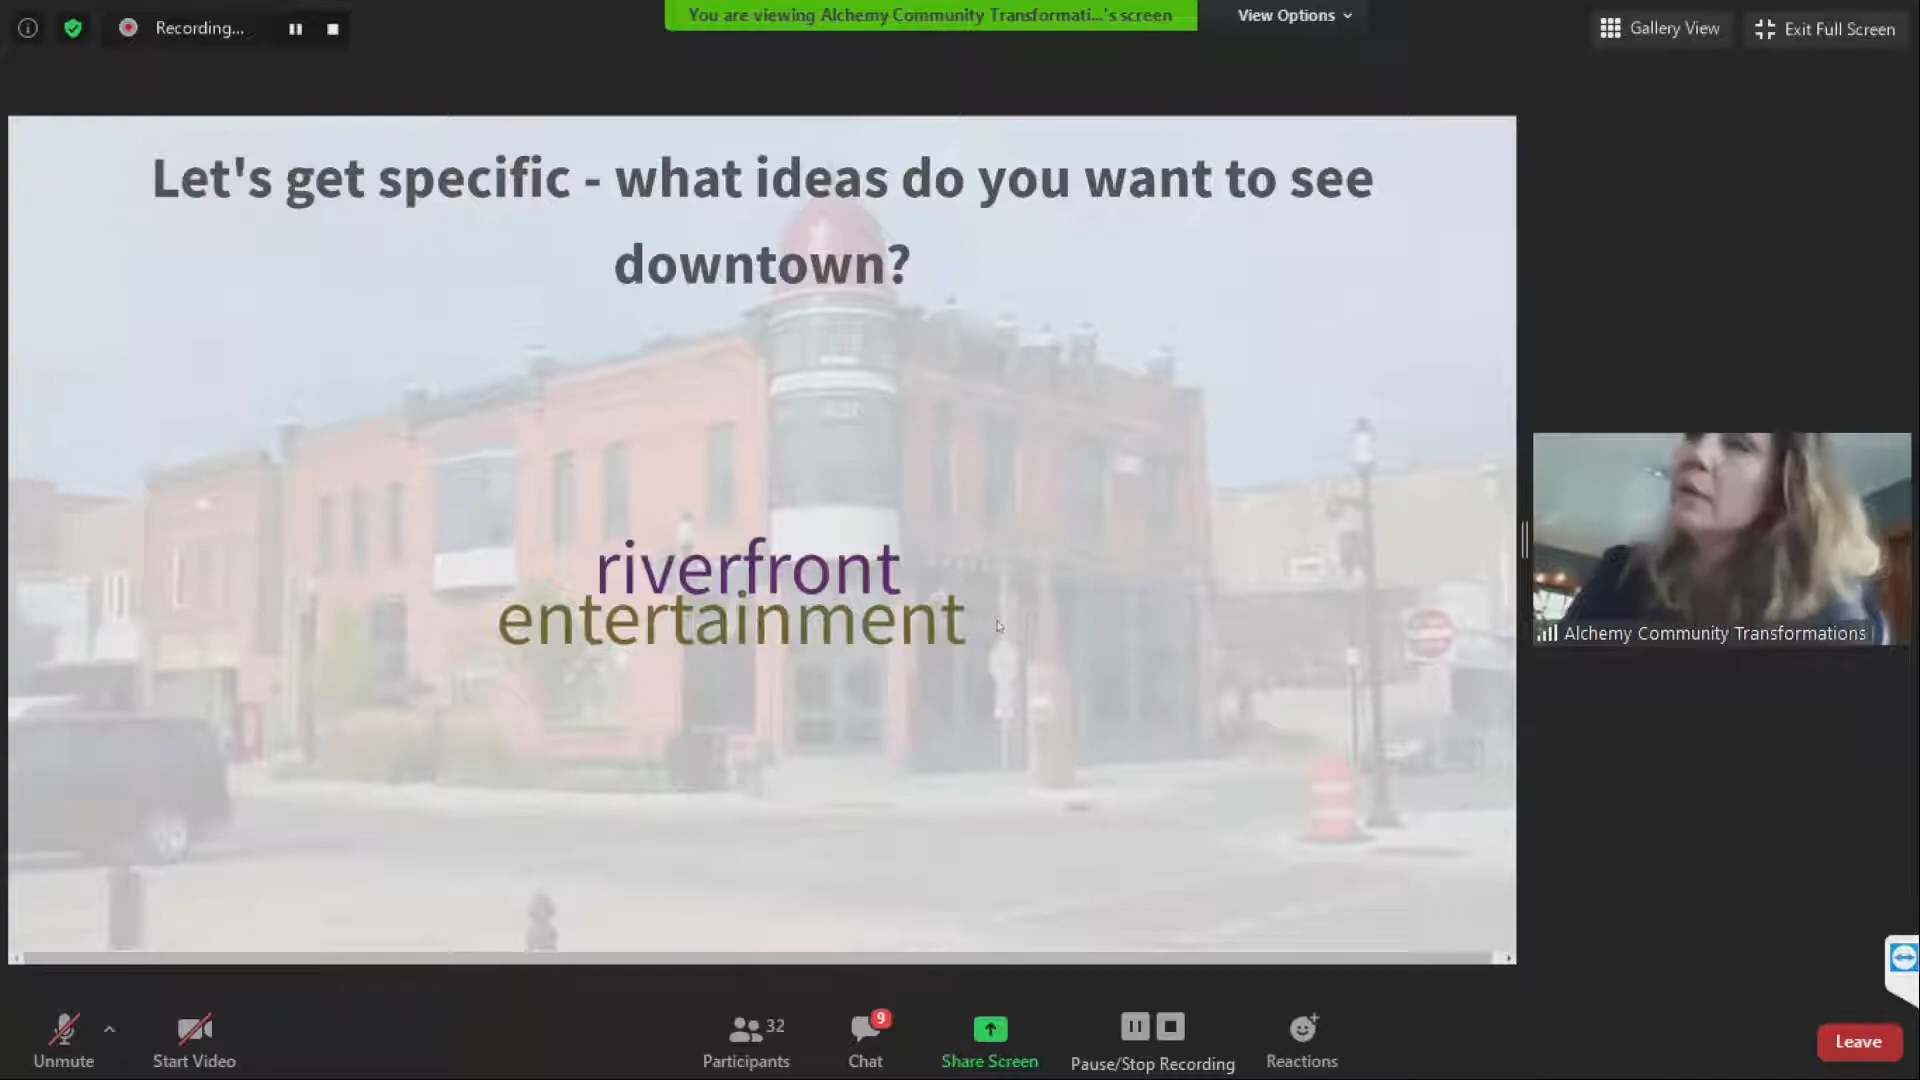 Recording...
You are viewing Alchemy Community Transformati...'s screen
View Options
Gallery View
Exit Full Screen
Let's get specific - what ideas do you want to see
downtown?
riverfront
entertainment
Alchemy Community Transformations
Unmute
Start Video
32
Participants
9
Chat
Share Screen
Pause/Stop Recording
Reactions
Leave